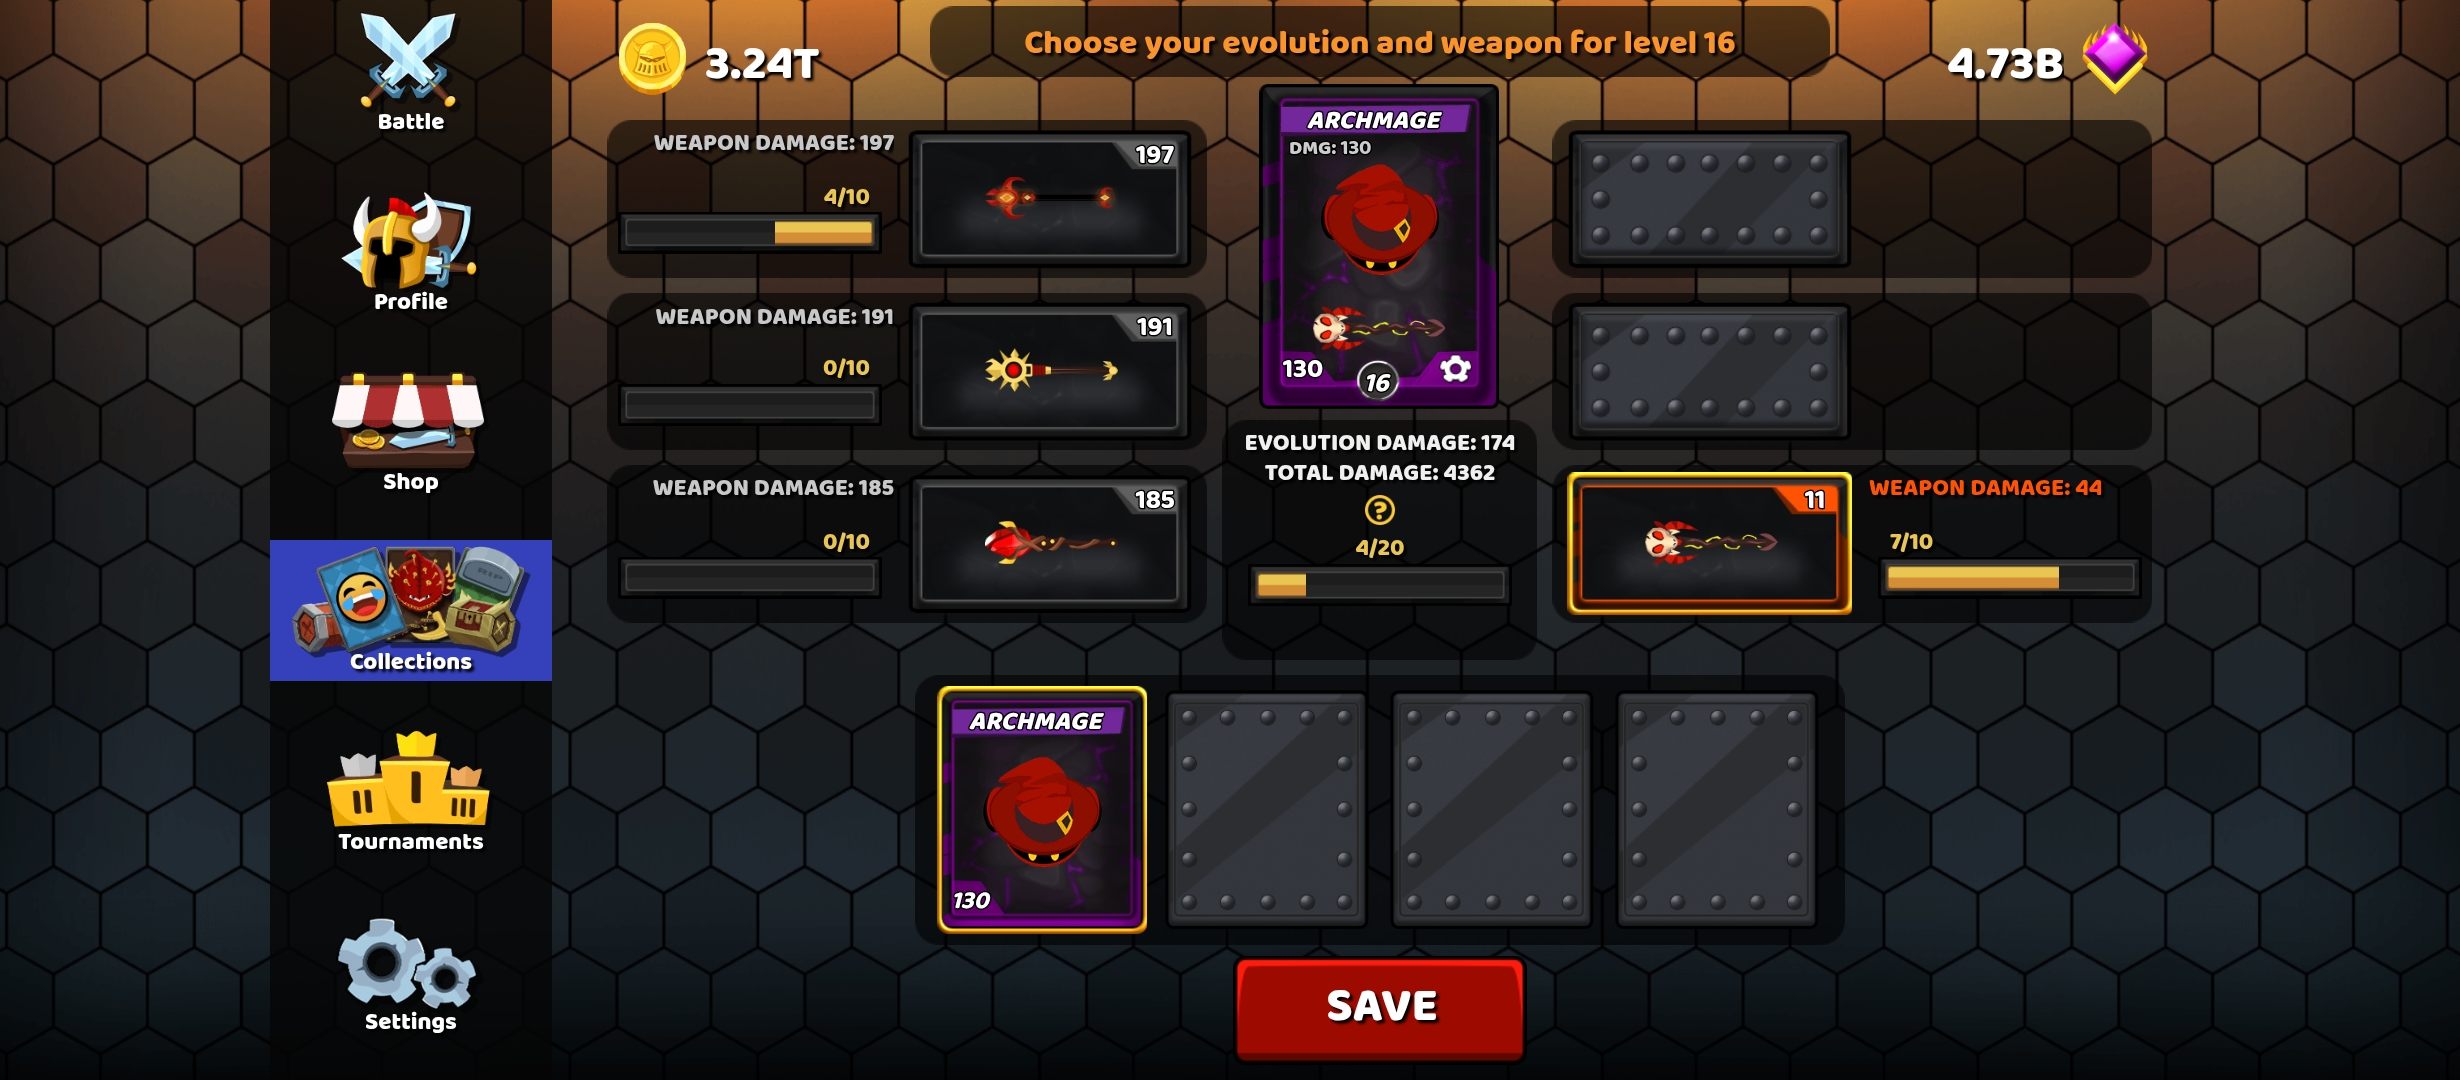 Battle
Profile
Shop
Collections
Tournaments
Settings
3.24T
Choose your evolution and weapon for level 16
4.73B
WEAPON DAMAGE: 197
4/10
197
WEAPON DAMAGE: 191
0/10
191
WEAPON DAMAGE: 185
0/10
185
ARCHMAGE
DMG: 130
130
16
EVOLUTION DAMAGE: 174
TOTAL DAMAGE: 4362
?
4/20
11
WEAPON DAMAGE: 44
7/10
ARCHMAGE
130
SAVE